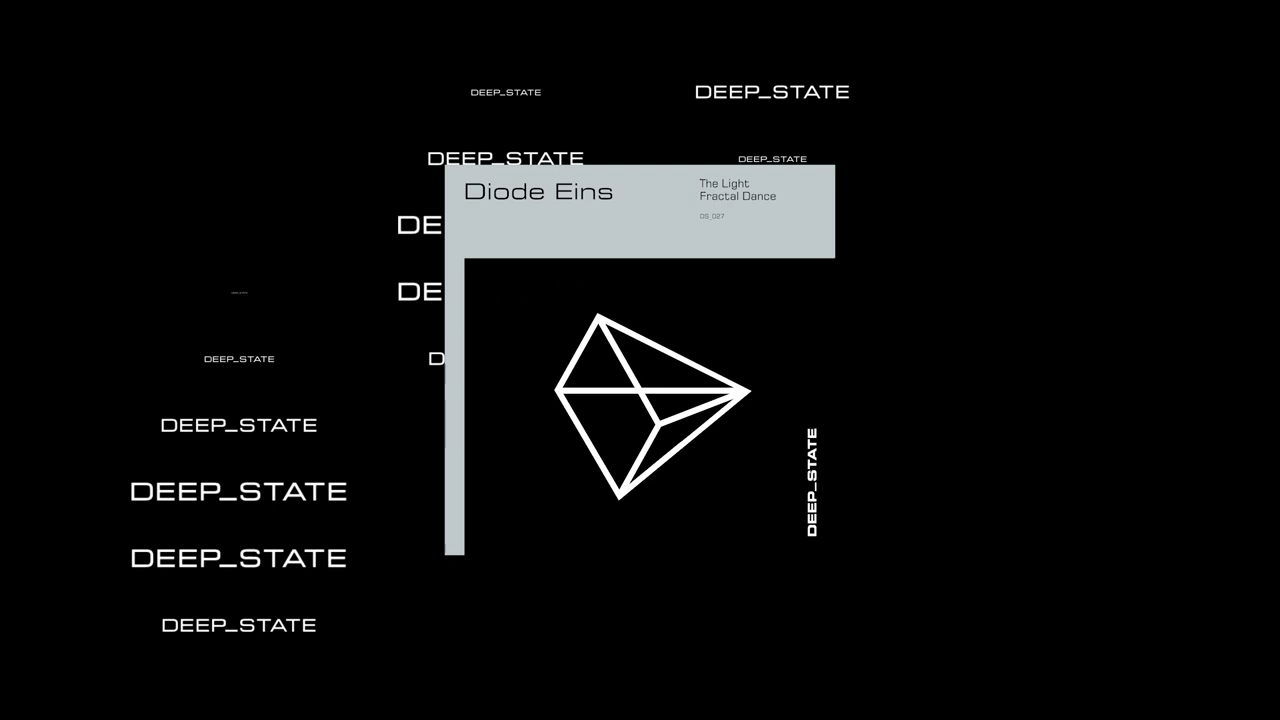 DEEP_STATE
DEEP_STATE
DEEP_STATE
DEEP_STATE
Diode Eins
The Light
Fractal Dance
DS_027
DE
DE
DEEP_STATE
D
DEEP_STATE
DEEP_STATE
DEEP_STATE
DEEP_STATE
DEEP_STATE